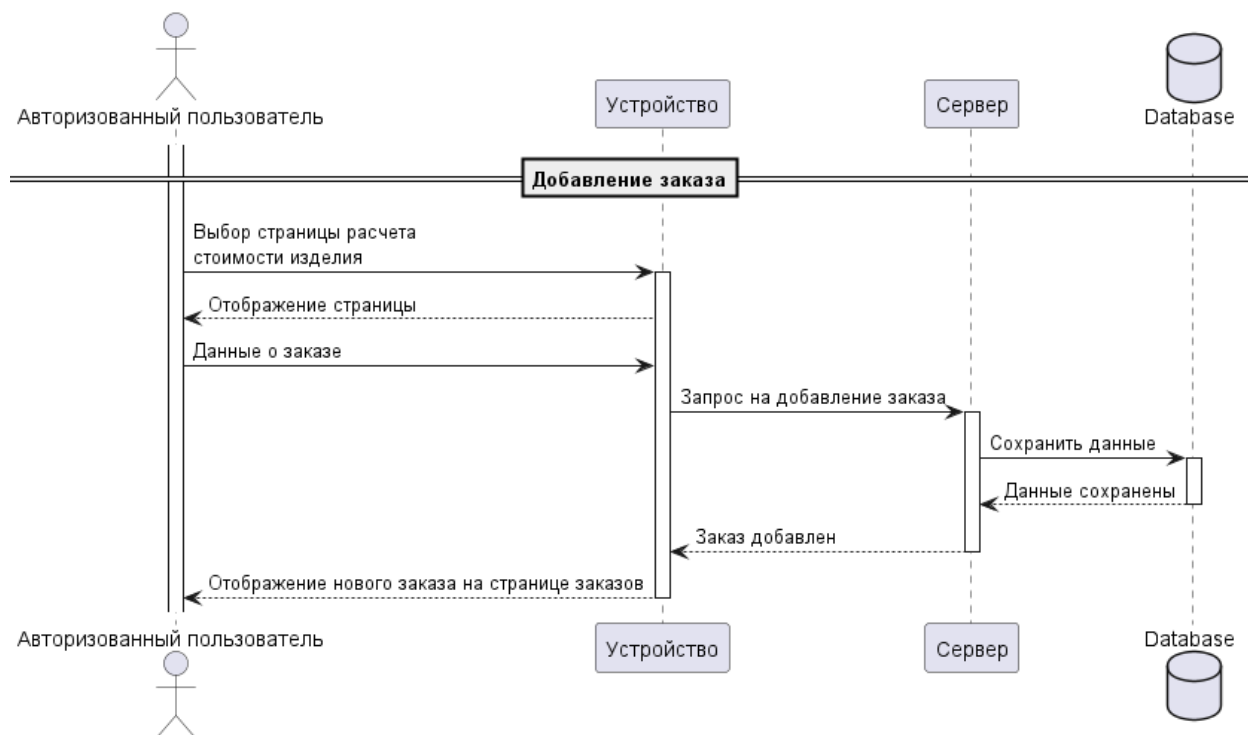 Авторизованный пользователь
Устройство
Сервер
Database
Добавление заказа
Выбор страницы расчета
стоимости изделия
Отображение страницы
Данные о заказе
Запрос на добавление заказа
Сохранить данные
Данные сохранены
Заказ добавлен
Отображение нового заказа на странице заказов
Авторизованный пользователь
Устройство
Сервер
Database